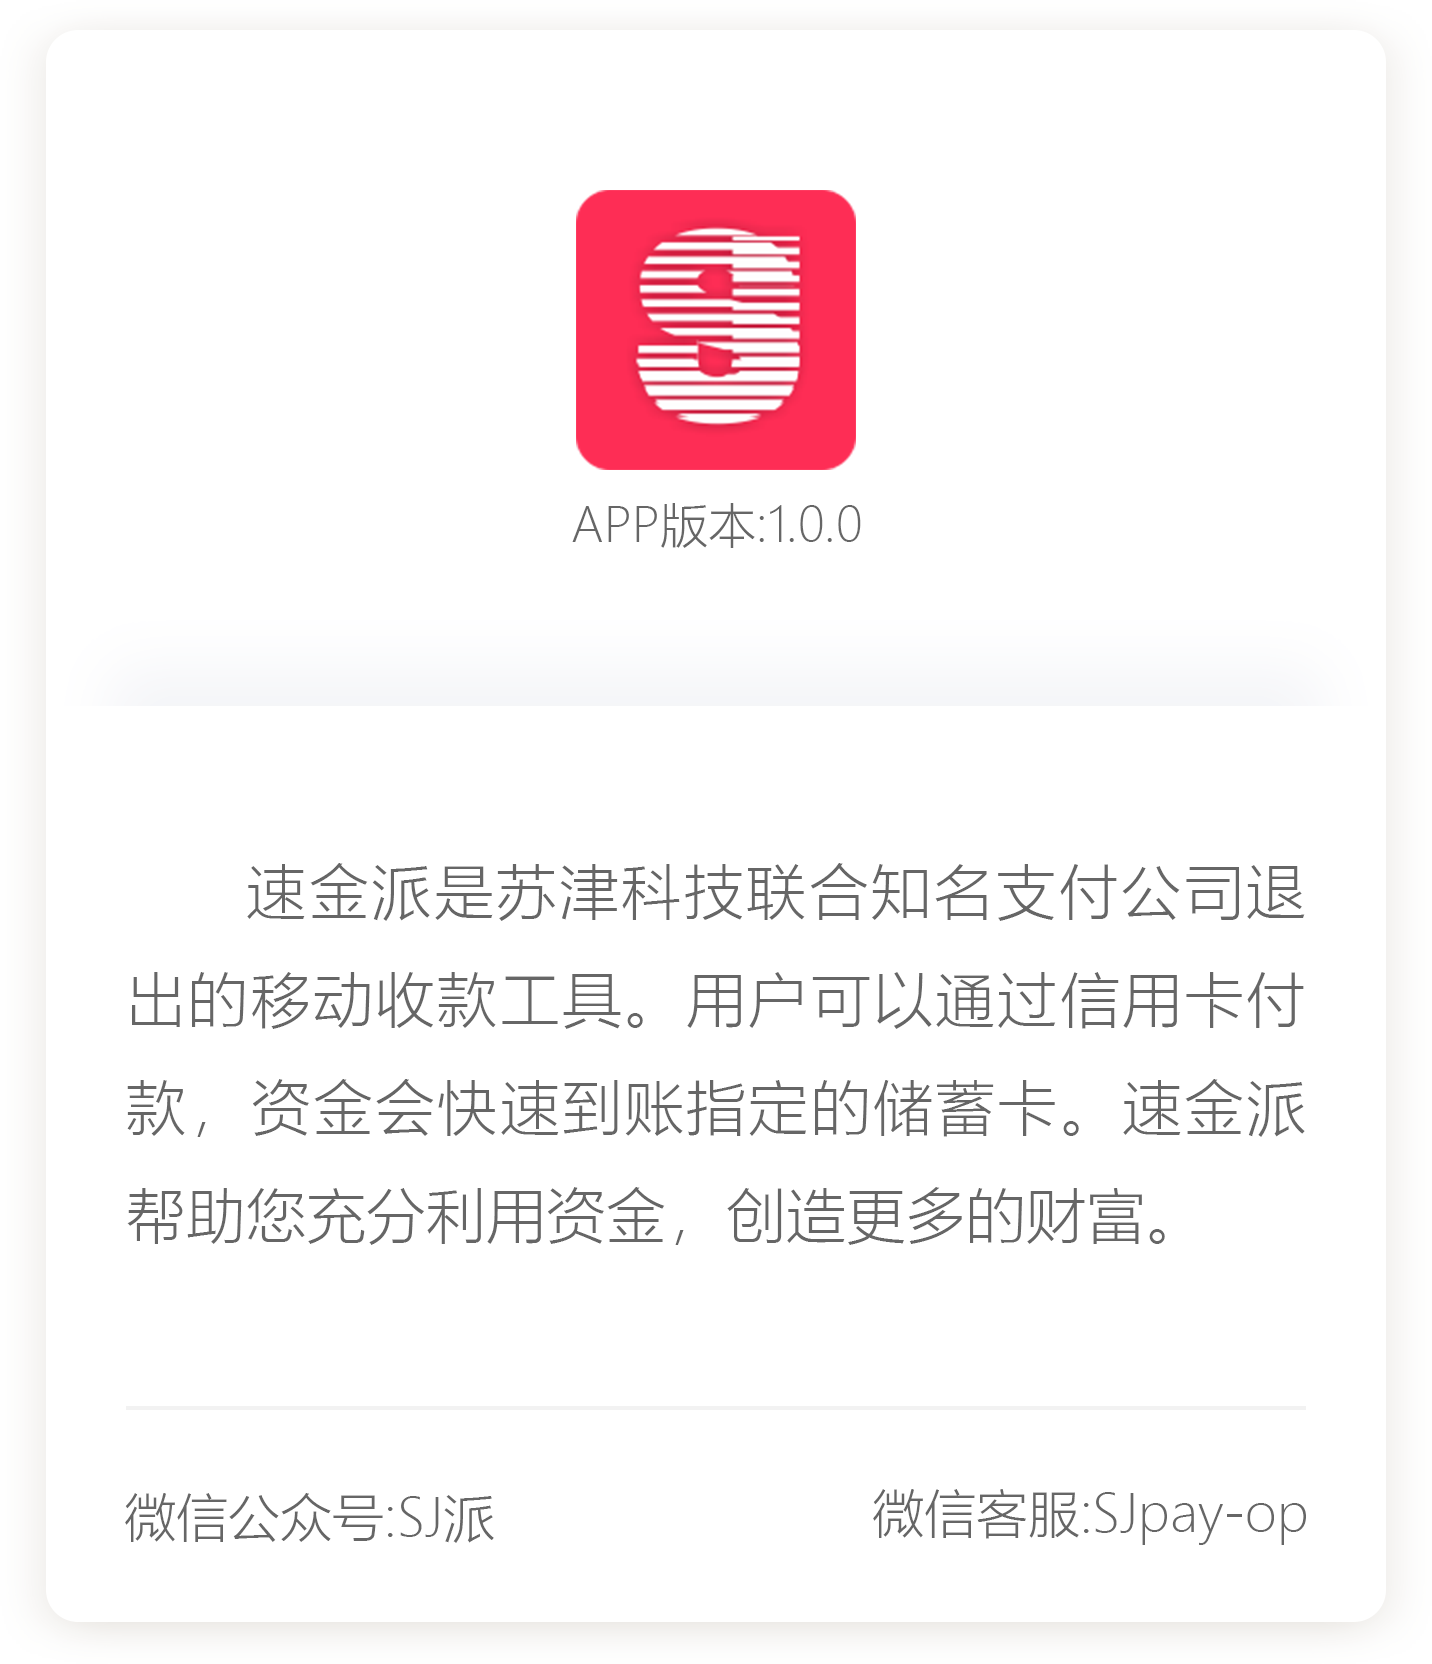 APP版本:1.0.0
速金派是苏津科技联合知名支付公司退
出的移动收款工具。用户可以通过信用卡付
款，资金会快速到账指定的储蓄卡。速金派
帮助您充分利用资金，创造更多的财富。
微信公众号:SJ派
微信客服:SJpay-op